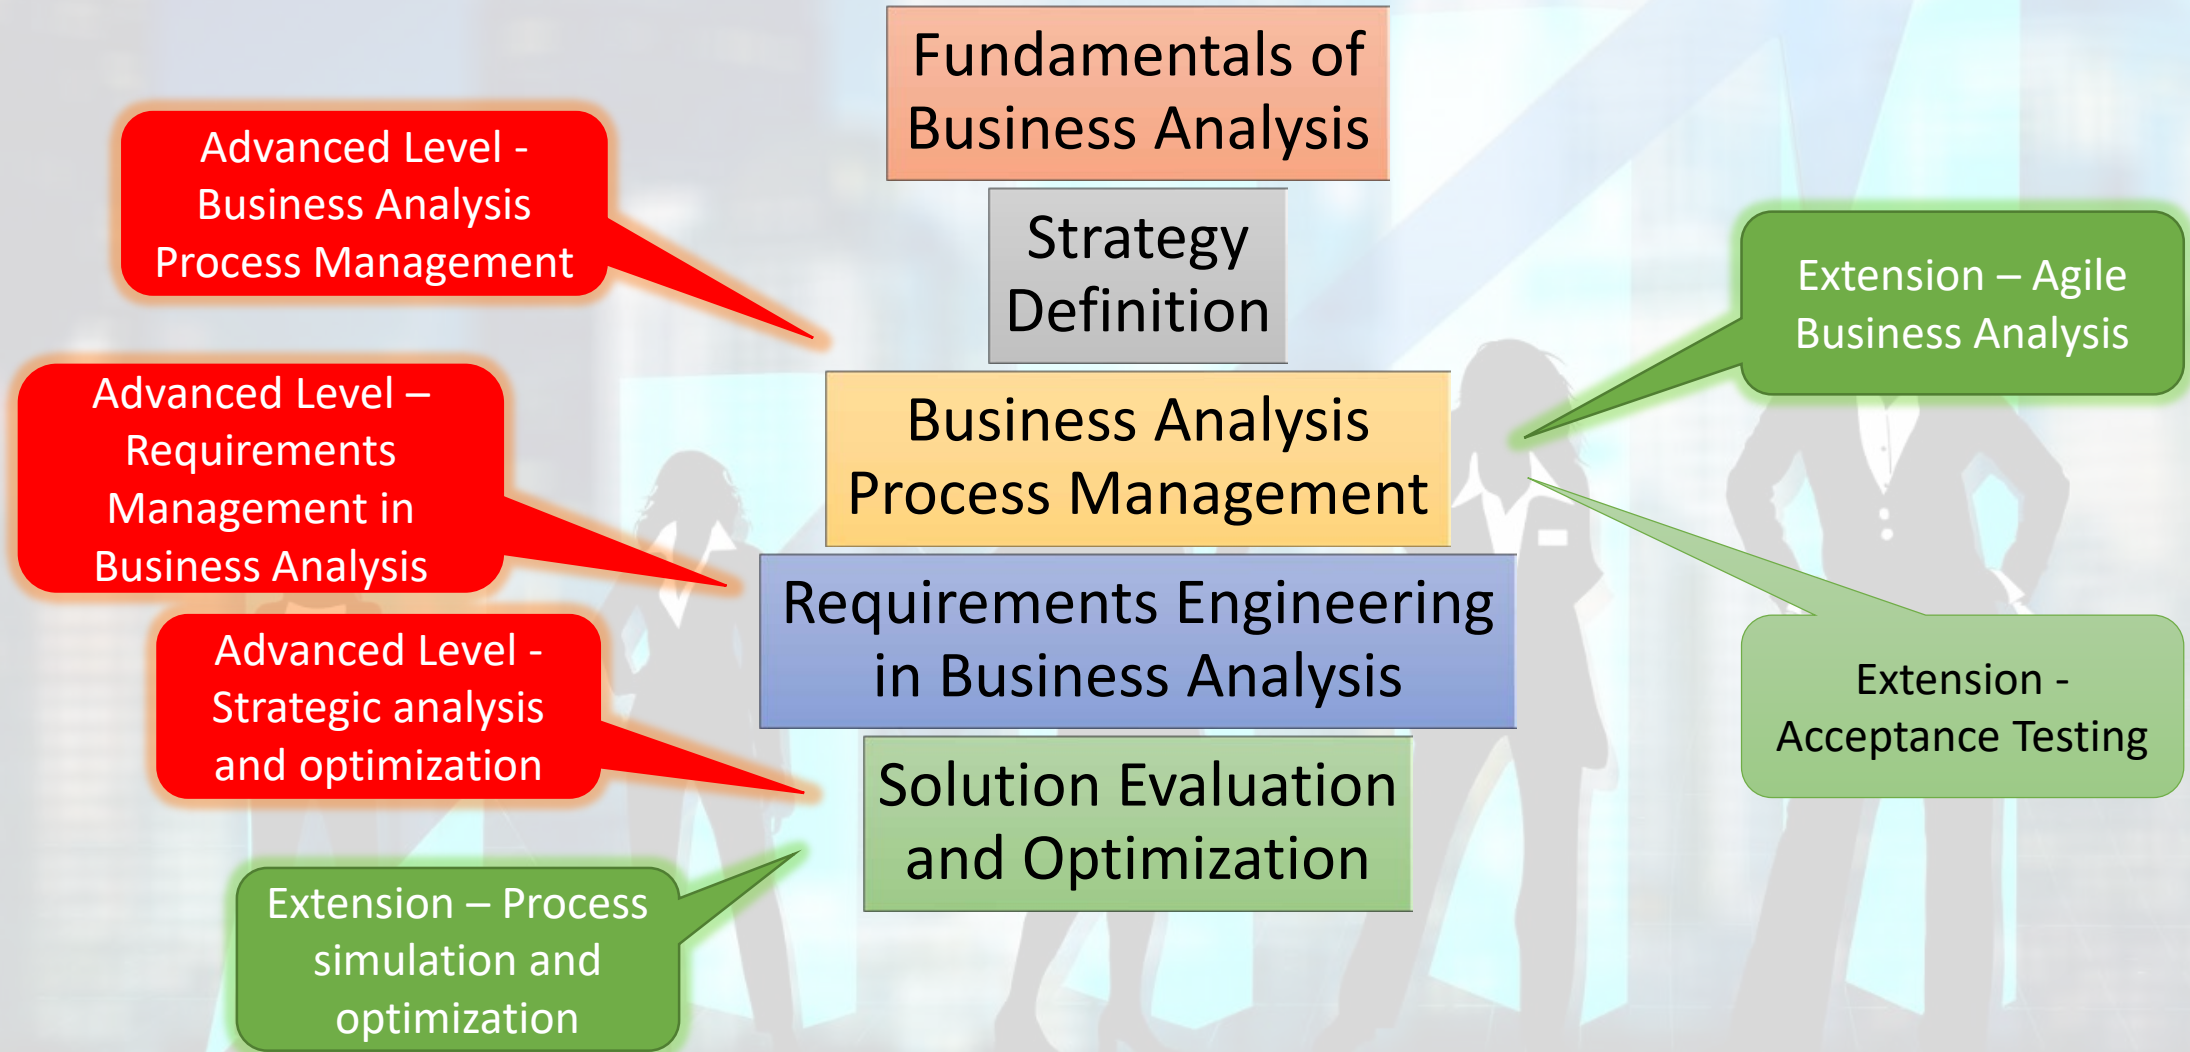 Fundamentals of
Business Analysis
Advanced Level -
Business Analysis
Process Management
Strategy
Definition
Extension – Agile
Business Analysis
Advanced Level –
Requirements
Management in
Business Analysis
Business Analysis
Process Management
Requirements Engineering
in Business Analysis
Advanced Level -
Strategic analysis
and optimization
Extension -
Acceptance Testing
Solution Evaluation
and Optimization
Extension – Process
simulation and
optimization